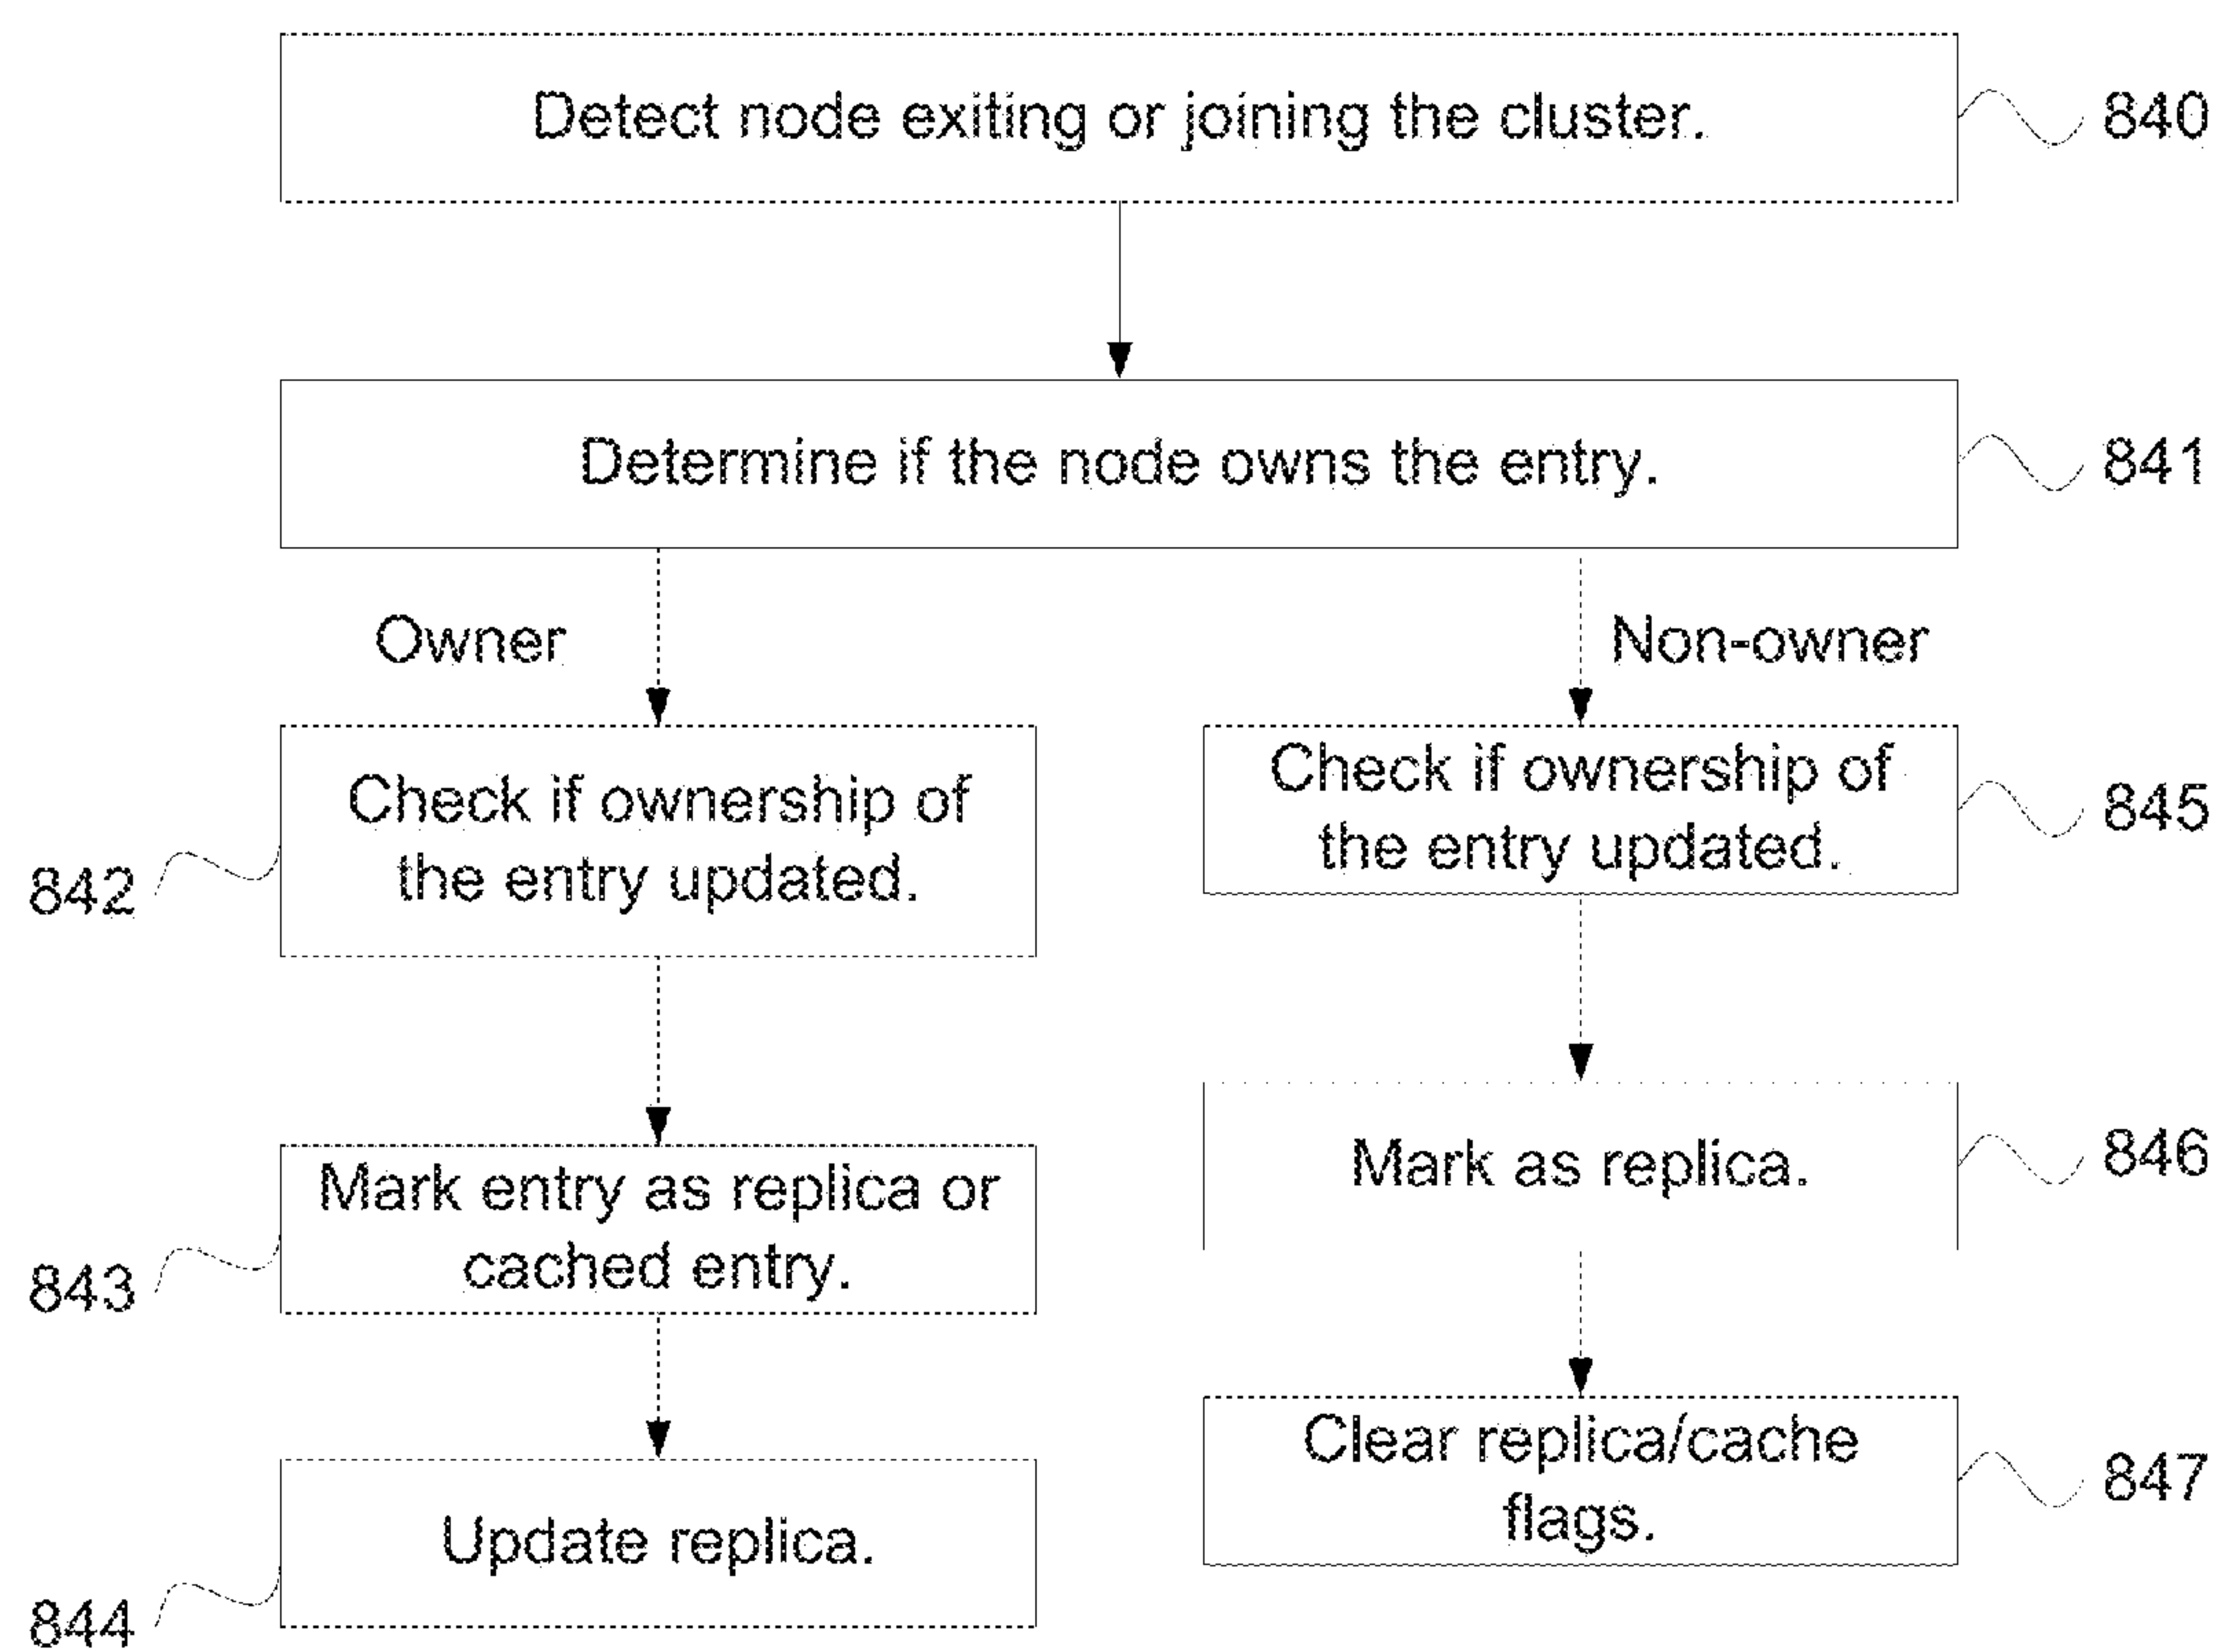 Detect node exiting or joining the cluster.
840
Determine if the node owns the entry.
841
Owner
Non-owner
Check if ownership of
the entry updated.
842
Check if ownership of
the entry updated.
845
Mark entry as replica or
cached entry.
843
Mark as replica.
846
Update replica.
844
Clear replica/cache
flags.
847